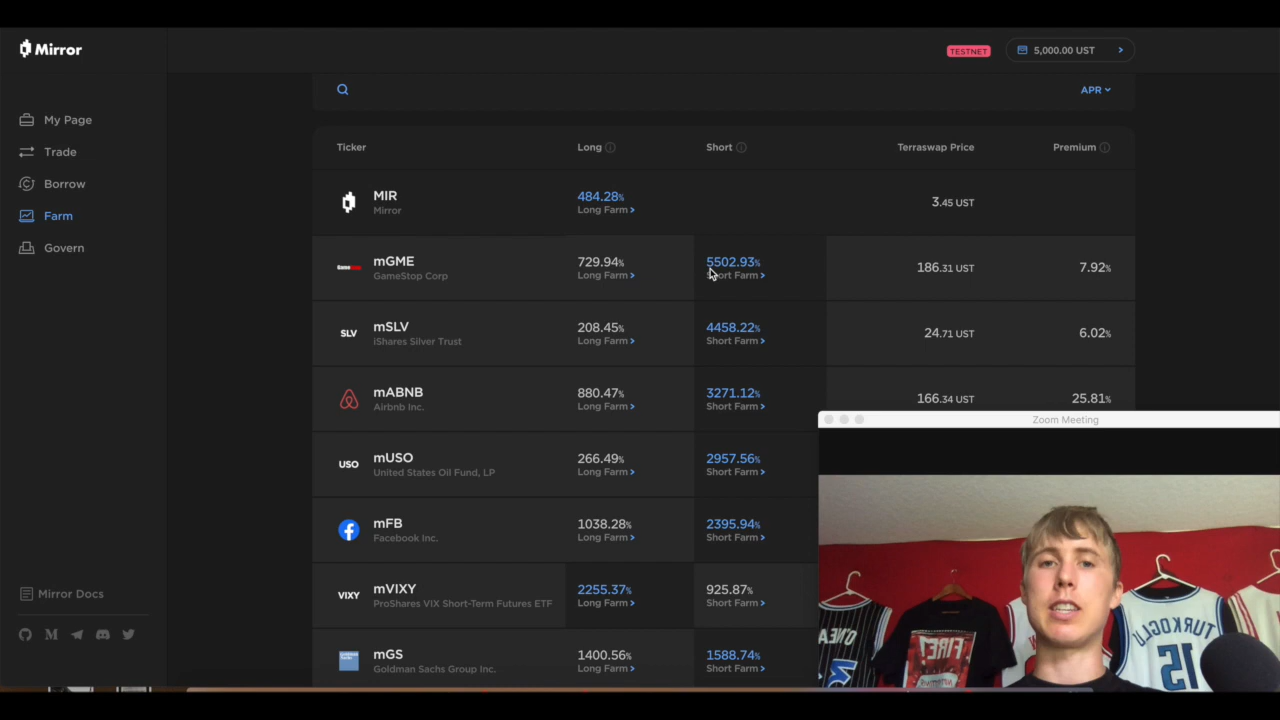 Mirror
TESTNET
5,000.00 UST
My Page
Trade
Borrow
Farm
Govern
Mirror Docs
APR
Ticker
Long
Short
Terraswap Price
Premium
MIR
Mirror
484.28%
Long Farm
3.45 UST
mGME
GameStop Corp
729.94%
Long Farm
5502.93%
Short Farm
186.31 UST
7.92%
SLV
mSLV
iShares Silver Trust
208.45%
Long Farm
4458.22%
Short Farm
24.71 UST
6.02%
mABNB
Airbnb Inc.
880.47%
Long Farm
3271.12%
Short Farm
166.34 UST
25.81%
USO
mUSO
United States Oil Fund, LP
266.49%
Long Farm
2957.56%
Short Farm
mFB
Facebook Inc.
1038.28%
Long Farm
2395.94%
Short Farm
VIXY
mVIXY
ProShares VIX Short-Term Futures ETF
2255.37%
Long Farm
925.87%
Short Farm
mGS
Goldman Sachs Group Inc.
1400.56%
Long Farm
1588.74%
Short Farm
Zoom Meeting
O'NEA
FIRE
TURKOGLU
15